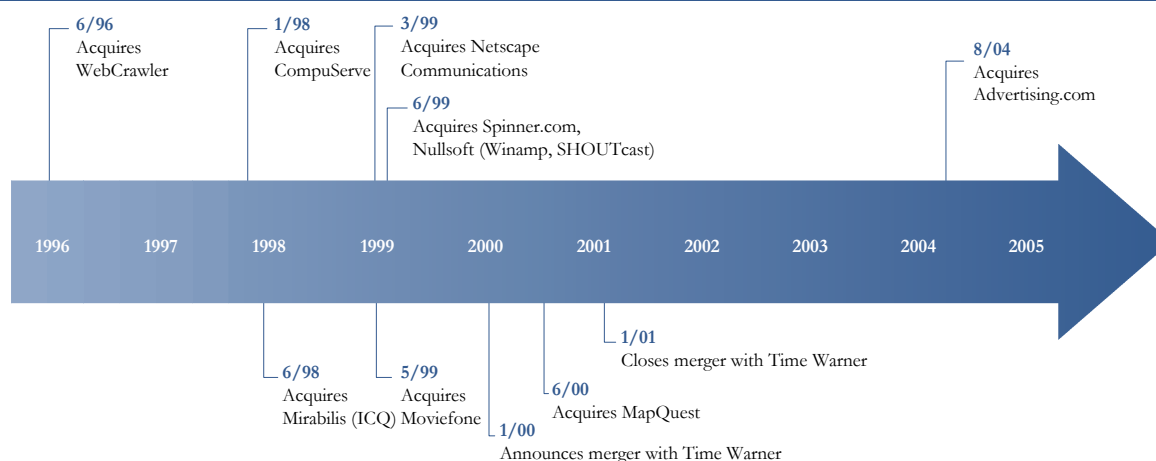 6/96
Acquires
WebCrawler
1/98
Acquires
CompuServe
3/99
Acquires Netscape
Communications
6/99
Acquires Spinner.com,
Nullsoft (Winamp, SHOUTcast)
8/04
Acquires
Advertising.com
1996 1997 1998 1999 2000 2001 2002 2003 2004 2005
6/98
Acquires
Mirabilis (ICQ)
5/99
Acquires
Moviefone
1/00
Announces merger with Time Warner
6/00
Acquires MapQuest
1/01
Closes merger with Time Warner